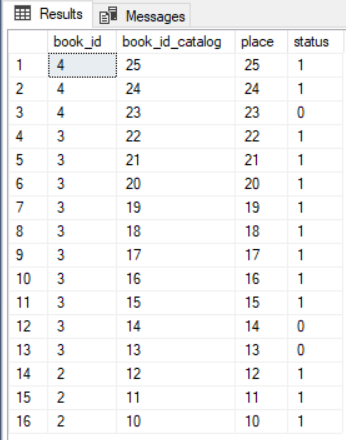 Results Messages
book_id book_id_catalog place status
1 4 25 25 1
2 4 24 24 1
3 4 23 23 0
4 3 22 22 1
5 3 21 21 1
6 3 20 20 1
7 3 19 19 1
8 3 18 18 1
9 3 17 17 1
10 3 16 16 1
11 3 15 15 1
12 3 14 14 0
13 3 13 13 0
14 2 12 12 1
15 2 11 11 1
16 2 10 10 1